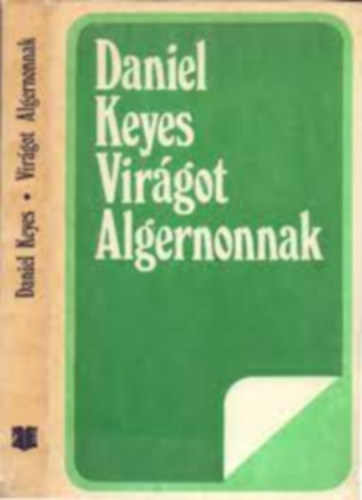 Daniel Keyes • Virágot Algernonnak
Daniel
Keyes
Virágot
Algernonnak